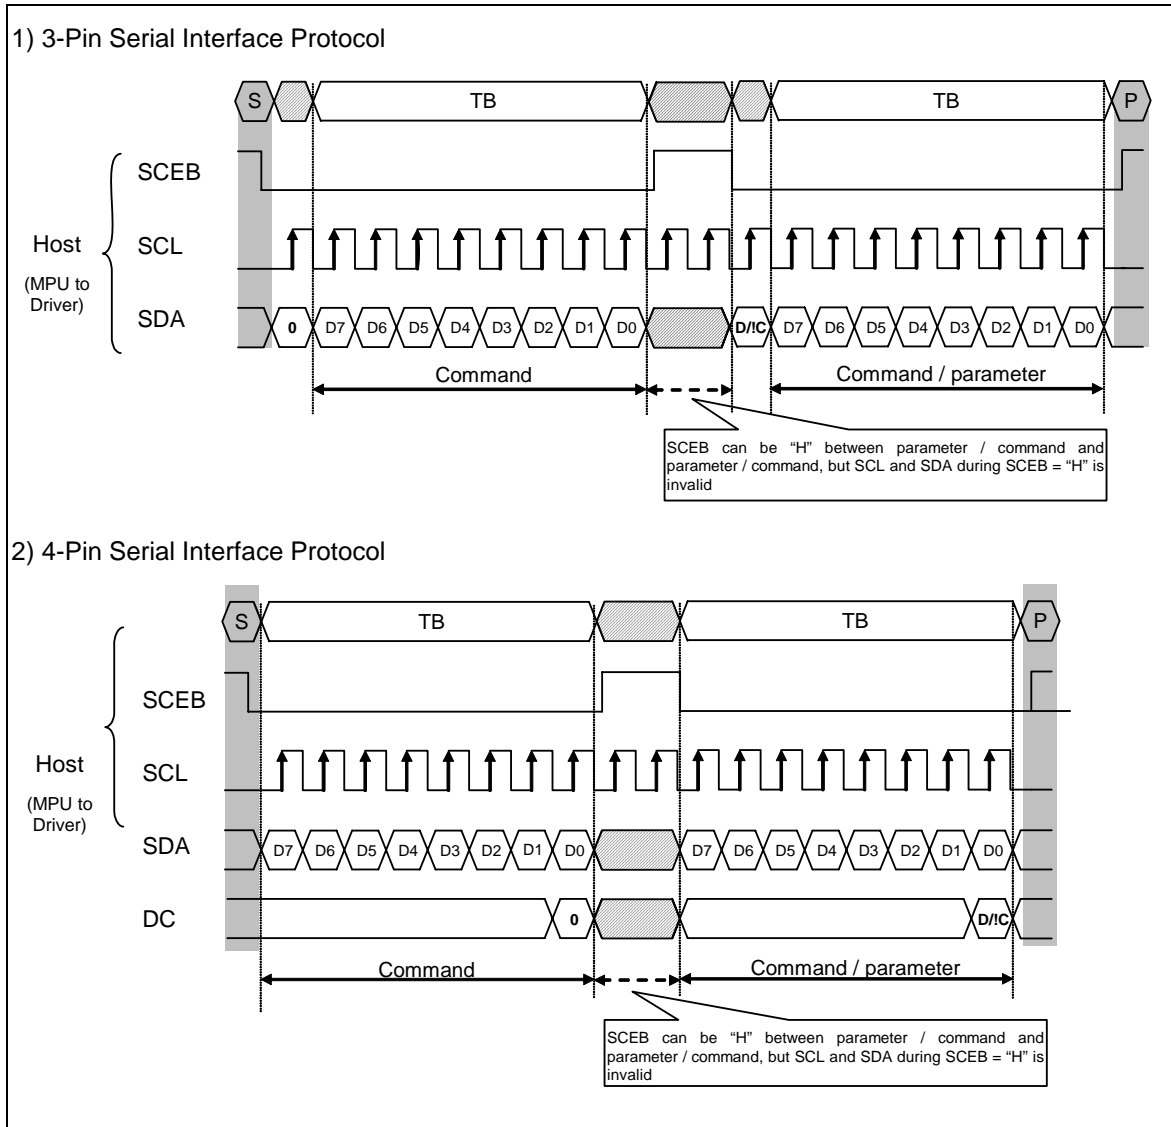 1) 3-Pin Serial Interface Protocol
S TB TB P
SCEB
SCL
SDA
Host
(MPU to
Driver)
0 D7 D6 D5 D4 D3 D2 D1 D0 D/!C D7 D6 D5 D4 D3 D2 D1 D0
Command
Command / parameter
SCEB can be “H” between parameter / command and
parameter / command, but SCL and SDA during SCEB = “H” is
invalid
2) 4-Pin Serial Interface Protocol
S TB TB P
SCEB
SCL
Host
(MPU to
Driver)
SDA
D7 D6 D5 D4 D3 D2 D1 D0 D7 D6 D5 D4 D3 D2 D1 D0
DC
0 D/!C
Command
Command / parameter
SCEB can be “H” between parameter / command and
parameter / command, but SCL and SDA during SCEB = “H” is
invalid